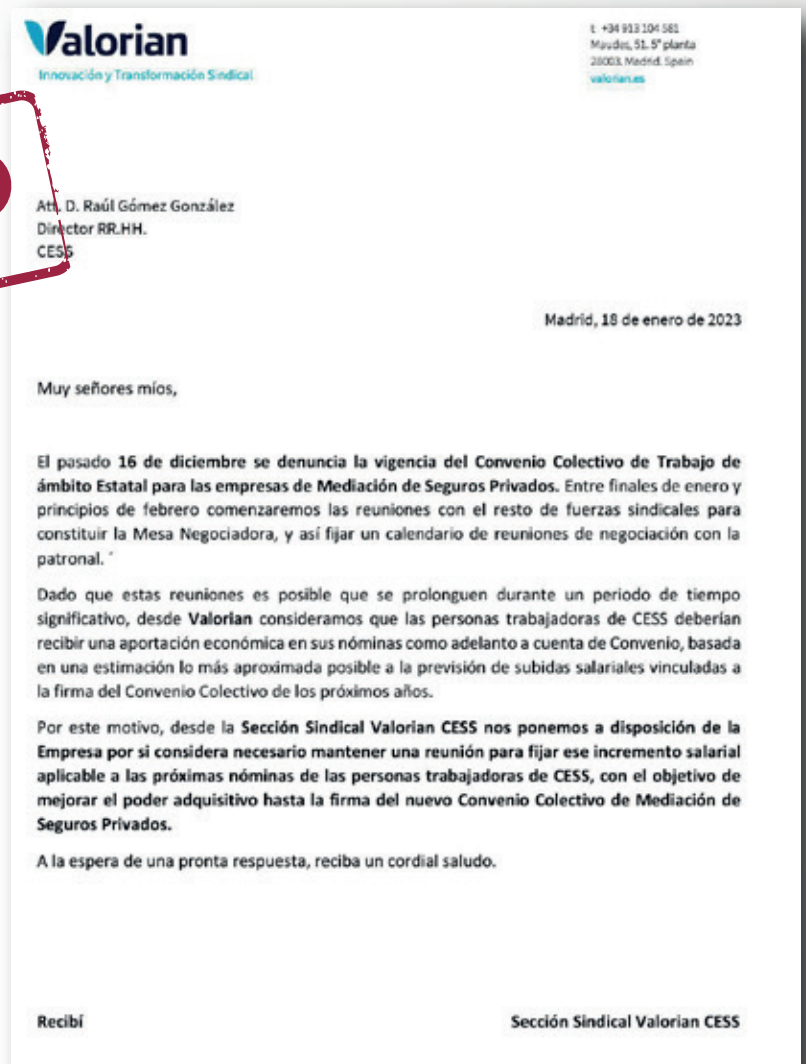 Valorian
Innovación y Transformación Sindical
t. +34 913 104 581
Maudes, 51. 5ª planta
28003. Madrid. Spain
valorian.es
Att. D. Raúl Gómez González
Director RR.HH.
CESS
Madrid, 18 de enero de 2023
Muy señores míos,
El pasado 16 de diciembre se denuncia la vigencia del Convenio Colectivo de Trabajo de
ámbito Estatal para las empresas de Mediación de Seguros Privados. Entre finales de enero y
principios de febrero comenzaremos las reuniones con el resto de fuerzas sindicales para
constituir la Mesa Negociadora, y así fijar un calendario de reuniones de negociación con la
patronal. ´
Dado que estas reuniones es posible que se prolonguen durante un periodo de tiempo
significativo, desde Valorian consideramos que las personas trabajadoras de CESS deberían
recibir una aportación económica en sus nóminas como adelanto a cuenta de Convenio, basada
en una estimación lo más aproximada posible a la previsión de subidas salariales vinculadas a
la firma del Convenio Colectivo de los próximos años.
Por este motivo, desde la Sección Sindical Valorian CESS nos ponemos a disposición de la
Empresa por si considera necesario mantener una reunión para fijar ese incremento salarial
aplicable a las próximas nóminas de las personas trabajadoras de CESS, con el objetivo de
mejorar el poder adquisitivo hasta la firma del nuevo Convenio Colectivo de Mediación de
Seguros Privados.
A la espera de una pronta respuesta, reciba un cordial saludo.
Recibí
Sección Sindical Valorian CESS